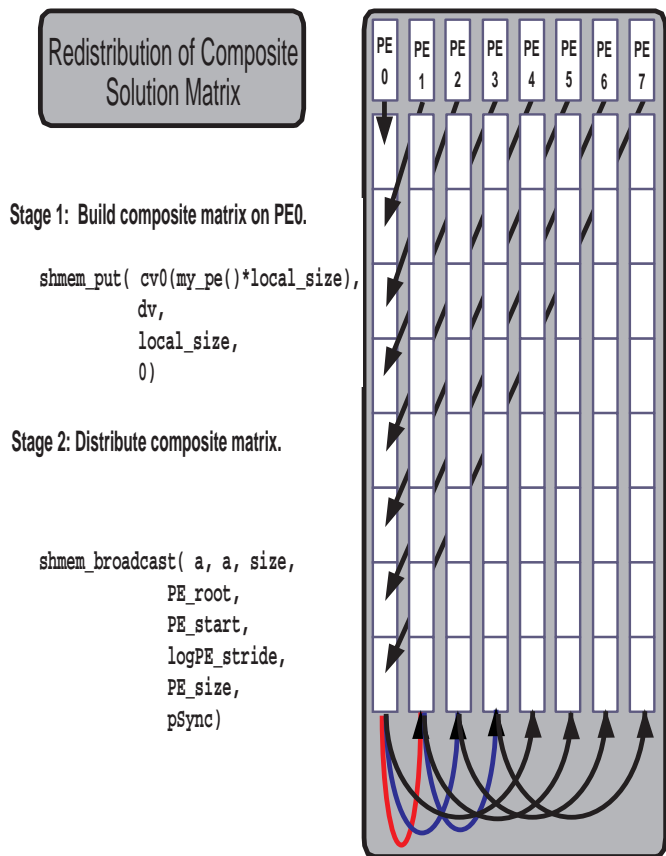 Redistribution of Composite
Solution Matrix
Stage 1: Build composite matrix on PE0.
shmem_put( cv0(my_pe()*local_size),
dv,
local_size,
0)
Stage 2: Distribute composite matrix.
shmem_broadcast( a, a, size,
PE_root,
PE_start,
logPE_stride,
PE_size,
pSync)
PE PE PE PE PE PE PE PE
0 1 2 3 4 5 6 7